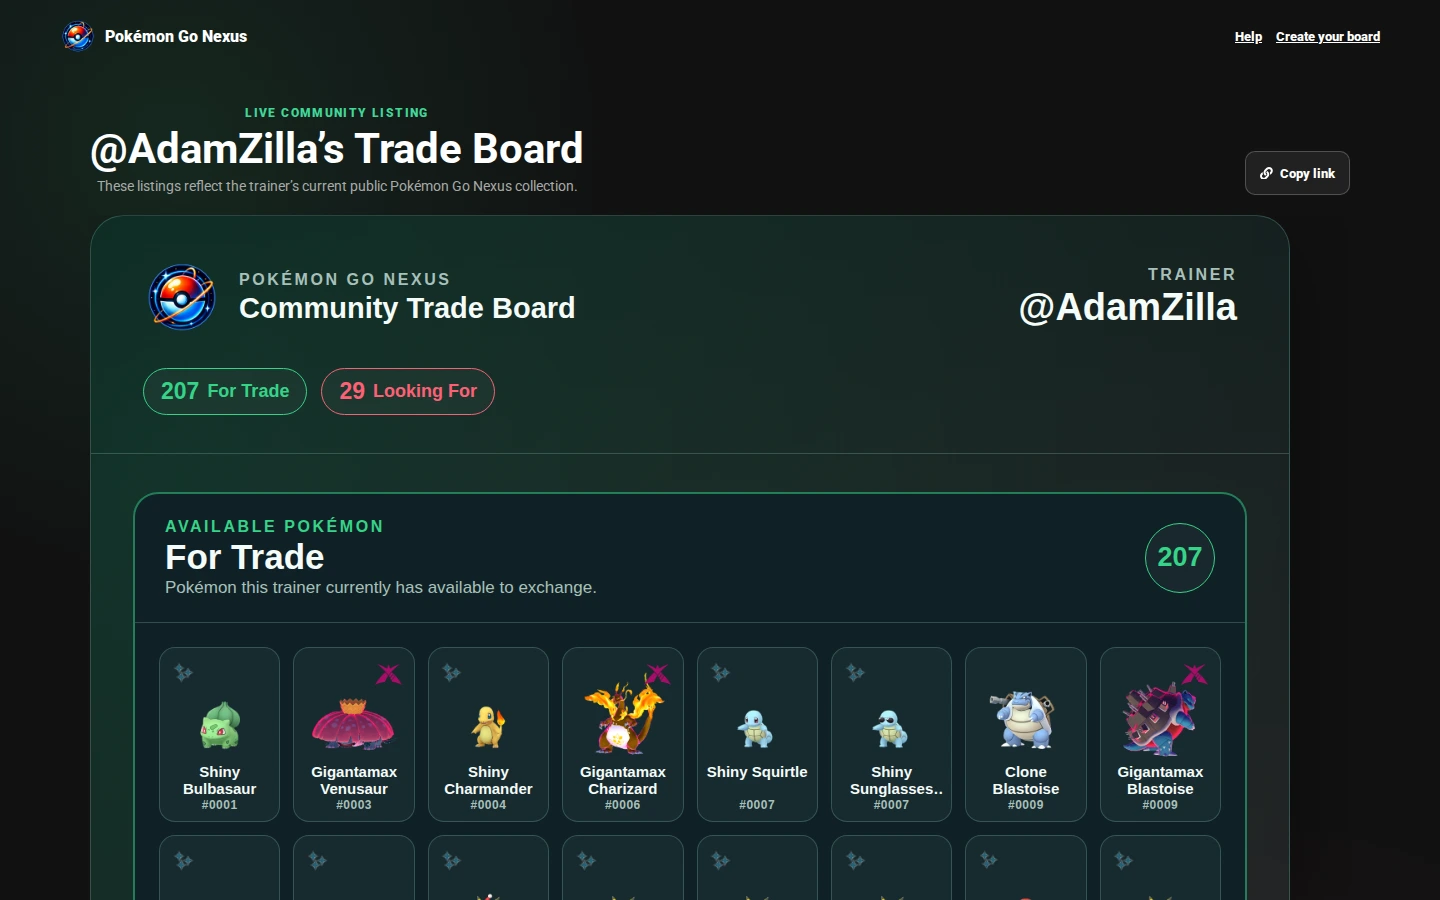 Pokémon Go Nexus
Help
Create your board
LIVE COMMUNITY LISTING
@AdamZilla’s Trade Board
These listings reflect the trainer’s current public Pokémon Go Nexus collection.
Copy link
POKÉMON GO NEXUS
Community Trade Board
TRAINER
@AdamZilla
207 For Trade
29 Looking For
AVAILABLE POKÉMON
For Trade
Pokémon this trainer currently has available to exchange.
207
Shiny
Bulbasaur
#0001
Gigantamax
Venusaur
#0003
Shiny
Charmander
#0004
Gigantamax
Charizard
#0006
Shiny Squirtle
#0007
Shiny
Sunglasses..
#0007
Clone
Blastoise
#0009
Gigantamax
Blastoise
#0009